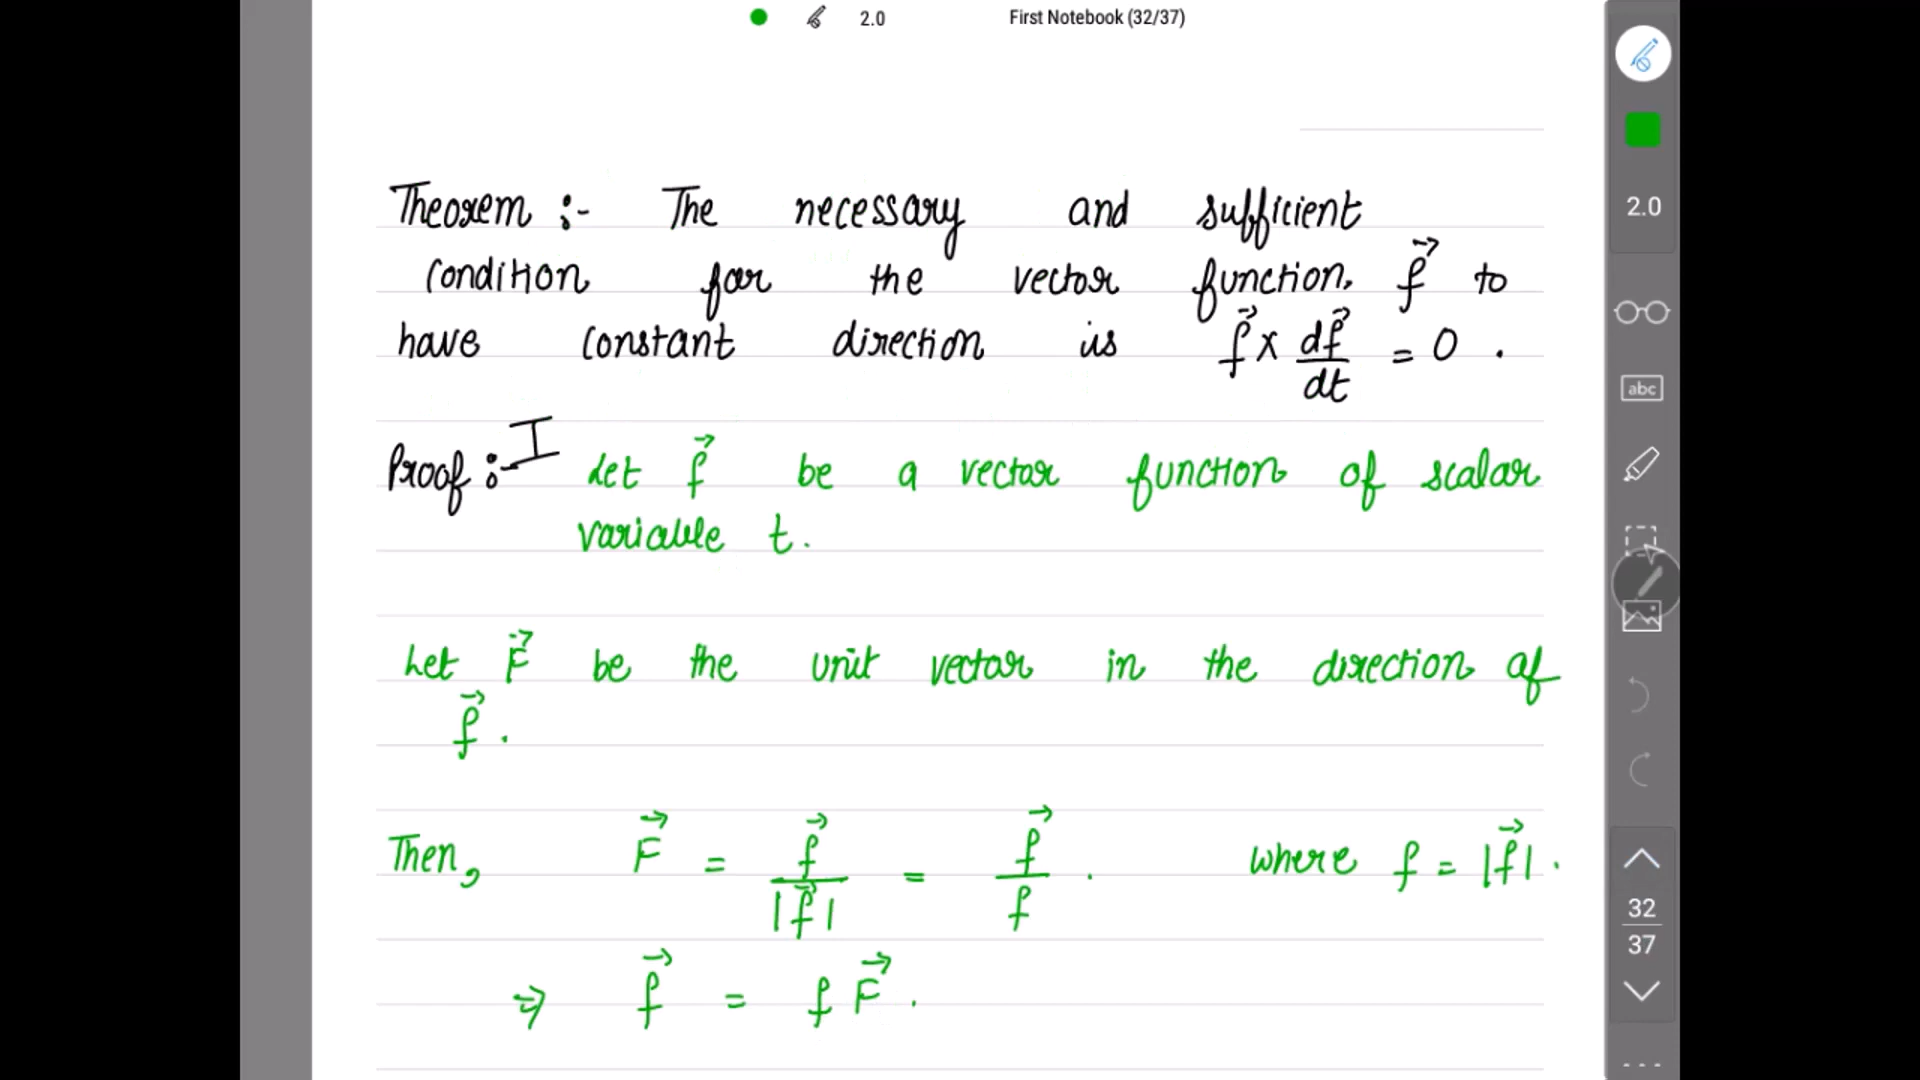 2.0 First Notebook (32/37)
2.0
abc
Theorem :- The necessary and sufficient
condition for the vector function f⃗ to
have constant direction is f⃗ x df⃗/dt = 0 .
Proof :- I Let f⃗ be a vector function of scalar
variable t.
Let F⃗ be the unit vector in the direction of
f⃗ .
Then, F⃗ = f⃗/|f⃗| = f⃗/f . where f = |f⃗| .
⇒ f⃗ = f F⃗ .
32
37